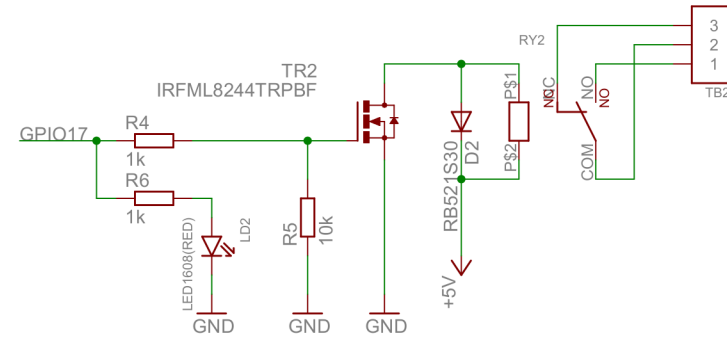 RY2
3
2
1
TB2
TR2
IRFML8244TRPBF
P$1
NC
NO
NO
GPIO17
R4
1k
R6
1k
LED1608(RED)
LD2
R5
10k
RB521S30
D2
P$2
COM
+5V
GND
GND
GND